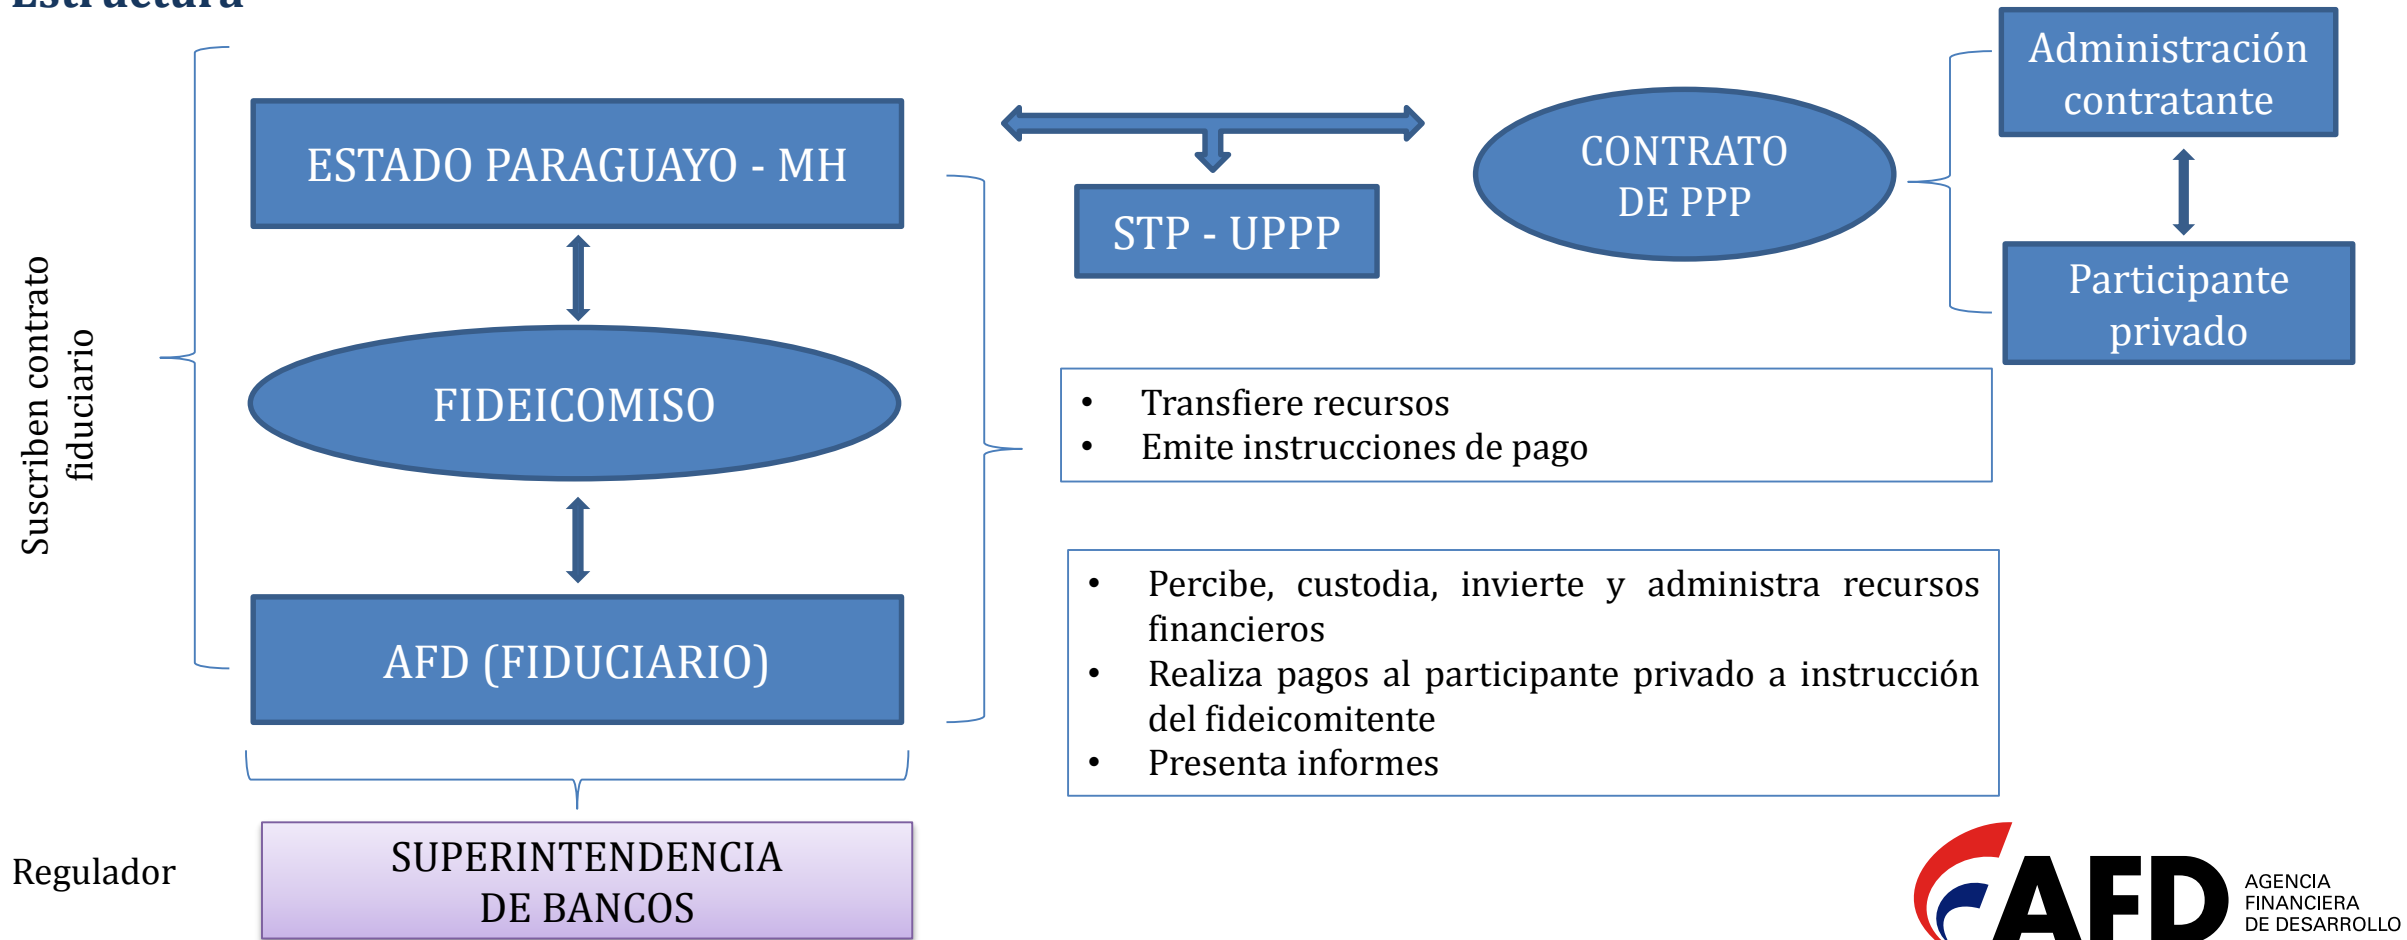 Estructura
Administración
contratante
ESTADO PARAGUAYO - MH
CONTRATO
DE PPP
STP - UPPP
Participante
privado
Suscriben contrato
fiduciario
FIDEICOMISO
• Transfiere recursos
• Emite instrucciones de pago
AFD (FIDUCIARIO)
• Percibe, custodia, invierte y administra recursos
financieros
• Realiza pagos al participante privado a instrucción
del fideicomitente
• Presenta informes
Regulador
SUPERINTENDENCIA
DE BANCOS
AFD
AGENCIA
FINANCIERA
DE DESARROLLO